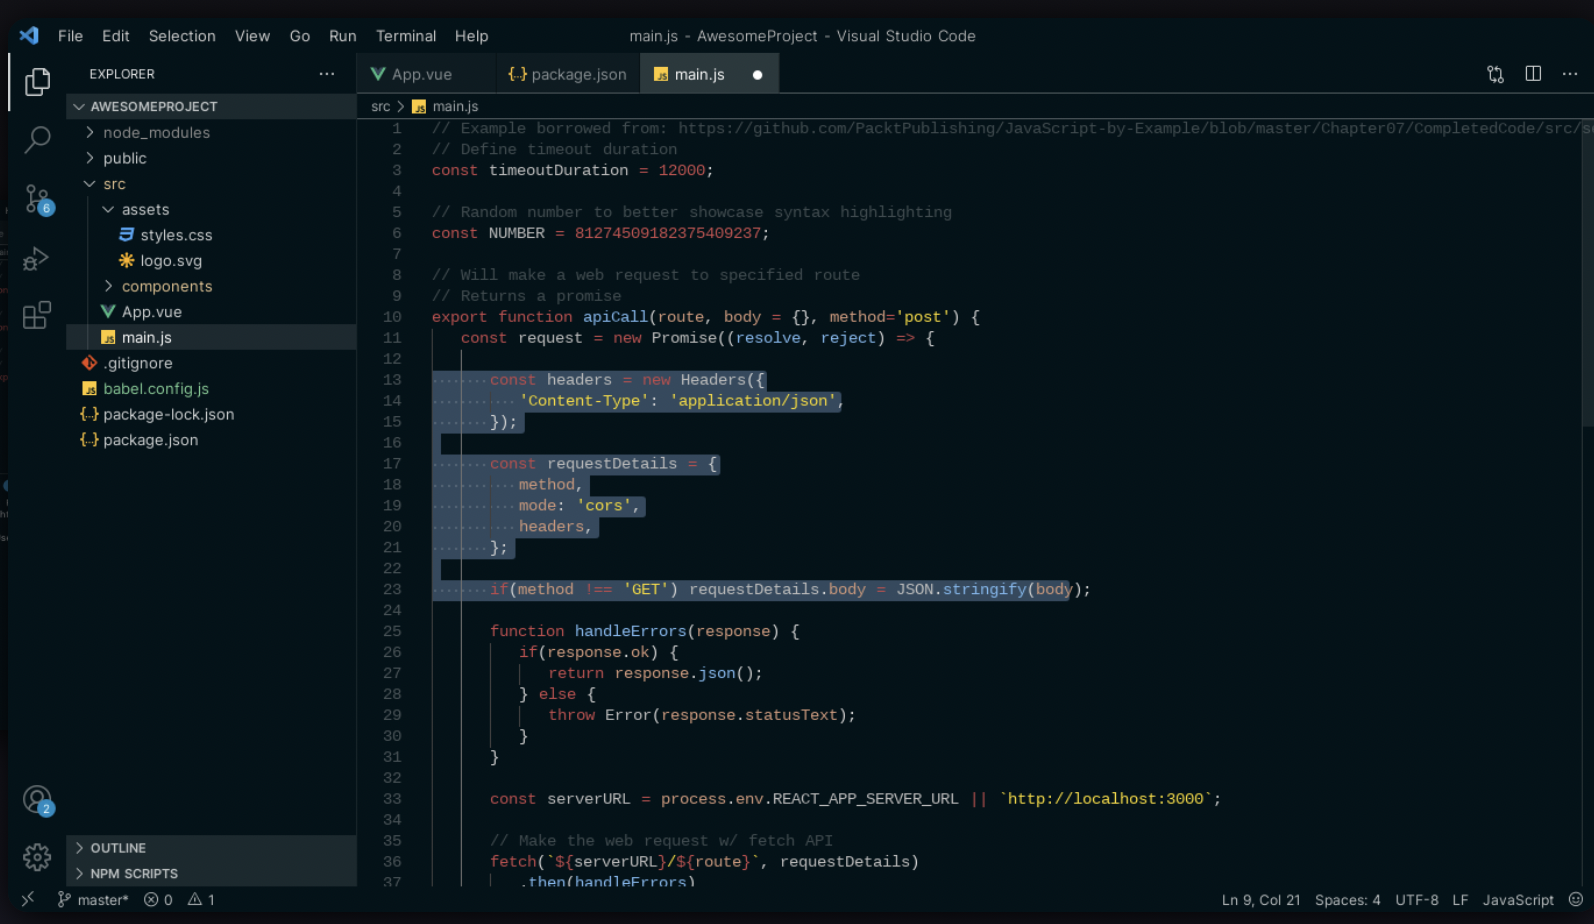 File Edit Selection View Go Run Terminal Help main.js - AwesomeProject - Visual Studio Code
EXPLORER
AWESOMEPROJECT
node_modules
public
src
assets
styles.css
logo.svg
components
App.vue
main.js
.gitignore
babel.config.js
package-lock.json
package.json
6
2
OUTLINE
NPM SCRIPTS
App.vue package.json main.js
src > main.js
1 // Example borrowed from: https://github.com/PacktPublishing/JavaScript-by-Example/blob/master/Chapter07/CompletedCode/src/s
2 // Define timeout duration
3 const timeoutDuration = 12000;
4
5 // Random number to better showcase syntax highlighting
6 const NUMBER = 81274509182375409237;
7
8 // Will make a web request to specified route
9 // Returns a promise
10 export function apiCall(route, body = {}, method='post') {
11 const request = new Promise((resolve, reject) => {
12
13 const headers = new Headers({
14 'Content-Type': 'application/json',
15 });
16
17 const requestDetails = {
18 method,
19 mode: 'cors',
20 headers,
21 };
22
23 if(method !== 'GET') requestDetails.body = JSON.stringify(body);
24
25 function handleErrors(response) {
26 if(response.ok) {
27 return response.json();
28 } else {
29 throw Error(response.statusText);
30 }
31 }
32
33 const serverURL = process.env.REACT_APP_SERVER_URL || `http://localhost:3000`;
34
35 // Make the web request w/ fetch API
36 fetch(`${serverURL}/${route}`, requestDetails)
37 .then(handleErrors)
master* 0 1 Ln 9, Col 21 Spaces: 4 UTF-8 LF JavaScript